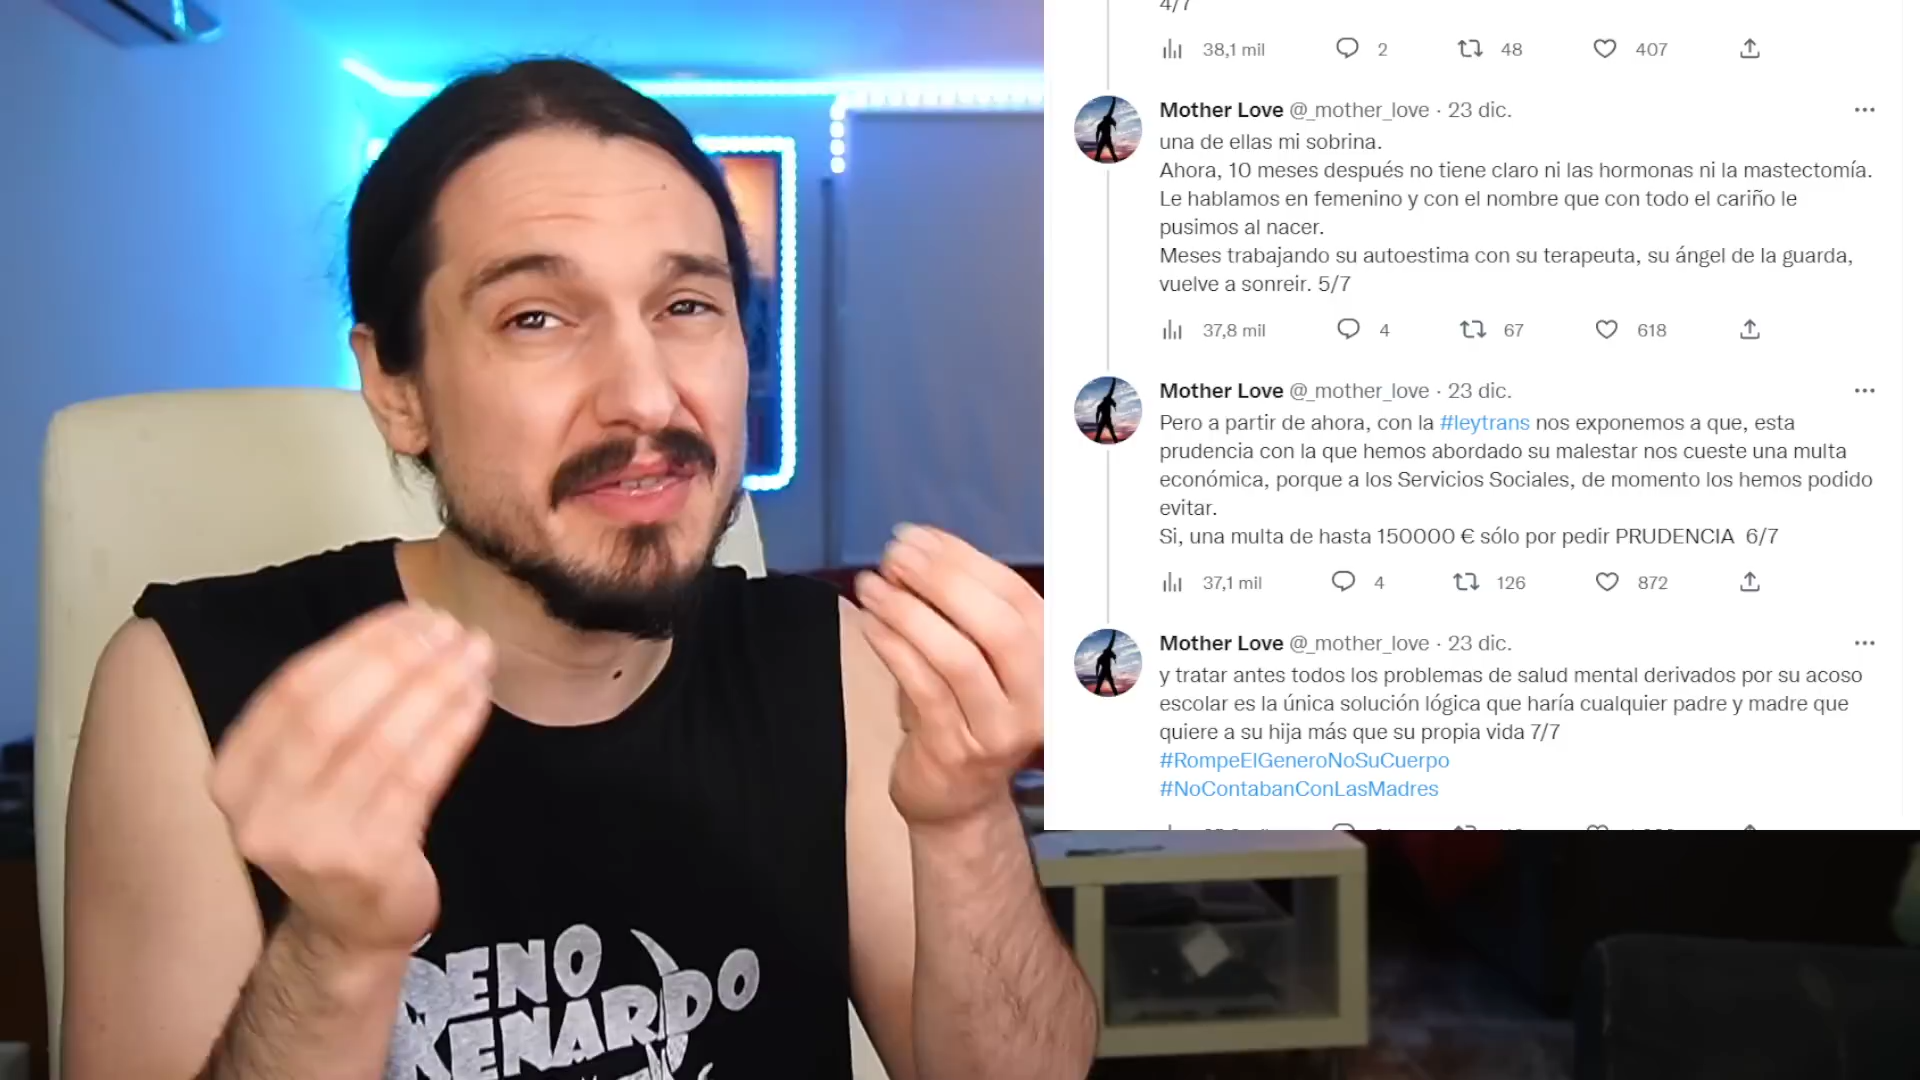 4/7
38,1 mil 2 48 407
Mother Love @_mother_love · 23 dic.
una de ellas mi sobrina.
Ahora, 10 meses después no tiene claro ni las hormonas ni la mastectomía.
Le hablamos en femenino y con el nombre que con todo el cariño le
pusimos al nacer.
Meses trabajando su autoestima con su terapeuta, su ángel de la guarda,
vuelve a sonreir. 5/7
37,8 mil 4 67 618
Mother Love @_mother_love · 23 dic.
Pero a partir de ahora, con la #leytrans nos exponemos a que, esta
prudencia con la que hemos abordado su malestar nos cueste una multa
económica, porque a los Servicios Sociales, de momento los hemos podido
evitar.
Si, una multa de hasta 150000 € sólo por pedir PRUDENCIA 6/7
37,1 mil 4 126 872
Mother Love @_mother_love · 23 dic.
y tratar antes todos los problemas de salud mental derivados por su acoso
escolar es la única solución lógica que haría cualquier padre y madre que
quiere a su hija más que su propia vida 7/7
#RompeElGeneroNoSuCuerpo
#NoContabanConLasMadres
XENARDO